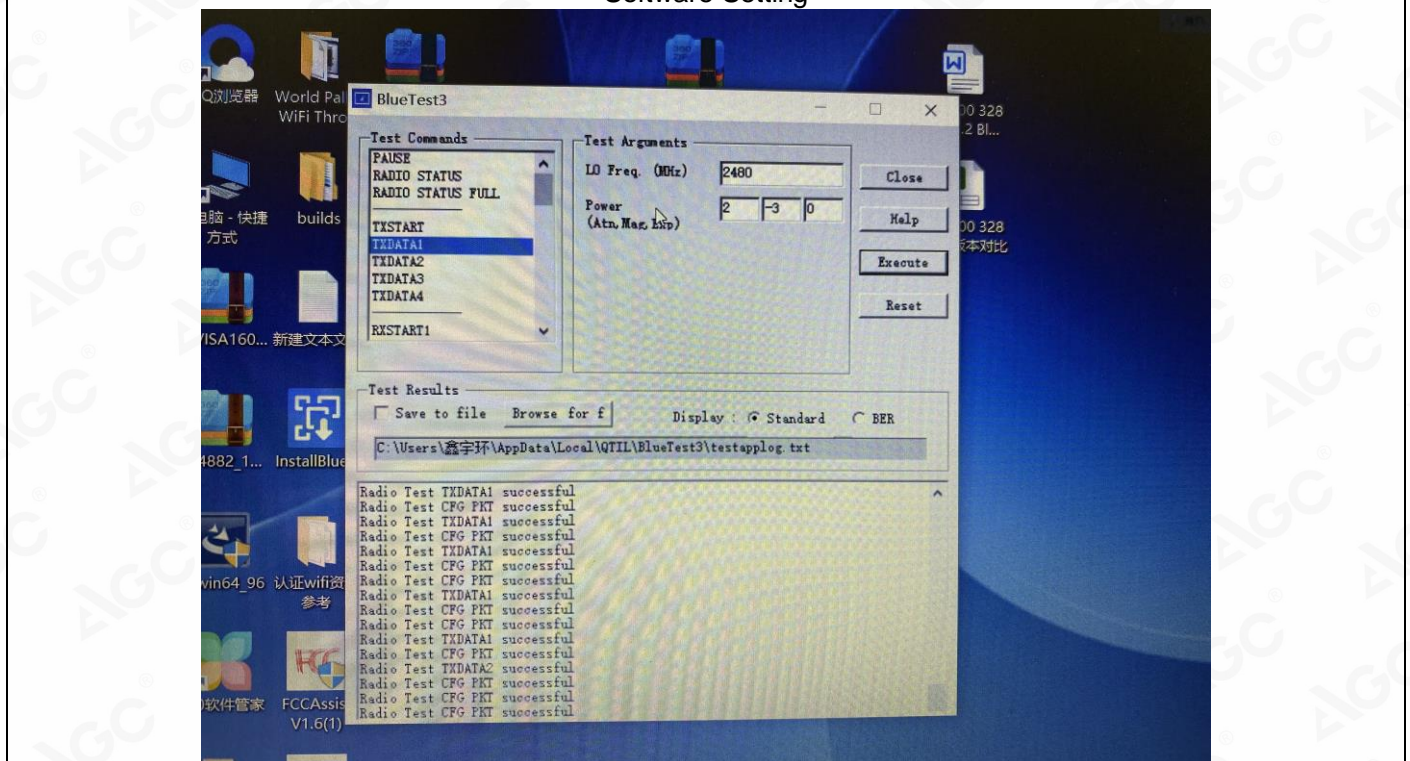 Software Setting
Q浏览器
World Pal
WiFi Thro
00 328
.2 Bl...
电脑 - 快捷
方式
builds
00 328
版本对比
VISA160...
新建文本文
4882_1...
InstallBlue
win64_96
认证wifi资
参考
软件管家
FCCAssis
V1.6(1)
BlueTest3
Test Commands
PAUSE
RADIO STATUS
RADIO STATUS FULL
TXSTART
TXDATA1
TXDATA2
TXDATA3
TXDATA4
RXSTART1
Test Arguments
LO Freq. (MHz) 2480
Power 2 -3 0
(Atn, Mag, Exp)
Close
Help
Execute
Reset
Test Results
Save to file Browse for f Display : Standard BER
C:\Users\鑫宇环\AppData\Local\QTIL\BlueTest3\testapplog.txt
Radio Test TXDATA1 successful
Radio Test CFG PKT successful
Radio Test TXDATA1 successful
Radio Test CFG PKT successful
Radio Test TXDATA1 successful
Radio Test CFG PKT successful
Radio Test CFG PKT successful
Radio Test TXDATA1 successful
Radio Test CFG PKT successful
Radio Test CFG PKT successful
Radio Test TXDATA1 successful
Radio Test CFG PKT successful
Radio Test TXDATA2 successful
Radio Test CFG PKT successful
Radio Test CFG PKT successful
Radio Test CFG PKT successful
AGC